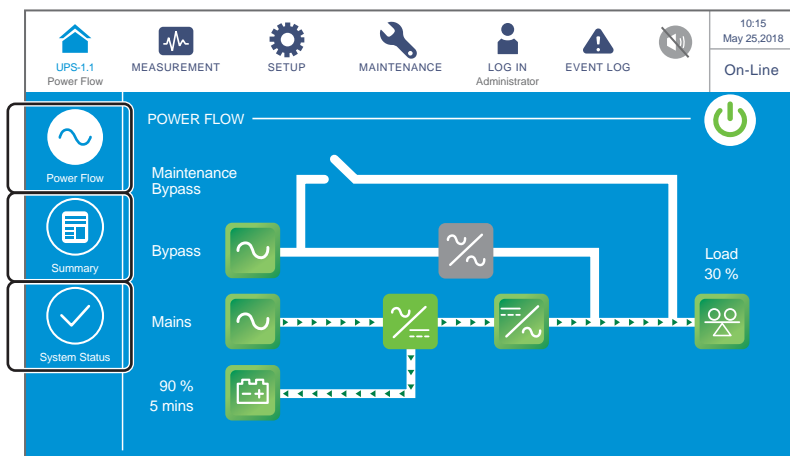 10:15
May 25,2018
UPS-1.1
Power Flow
MEASUREMENT
SETUP
MAINTENANCE
LOG IN
Administrator
EVENT LOG
On-Line
Power Flow
Summary
System Status
POWER FLOW
Maintenance
Bypass
Bypass
Load
30 %
Mains
90 %
5 mins